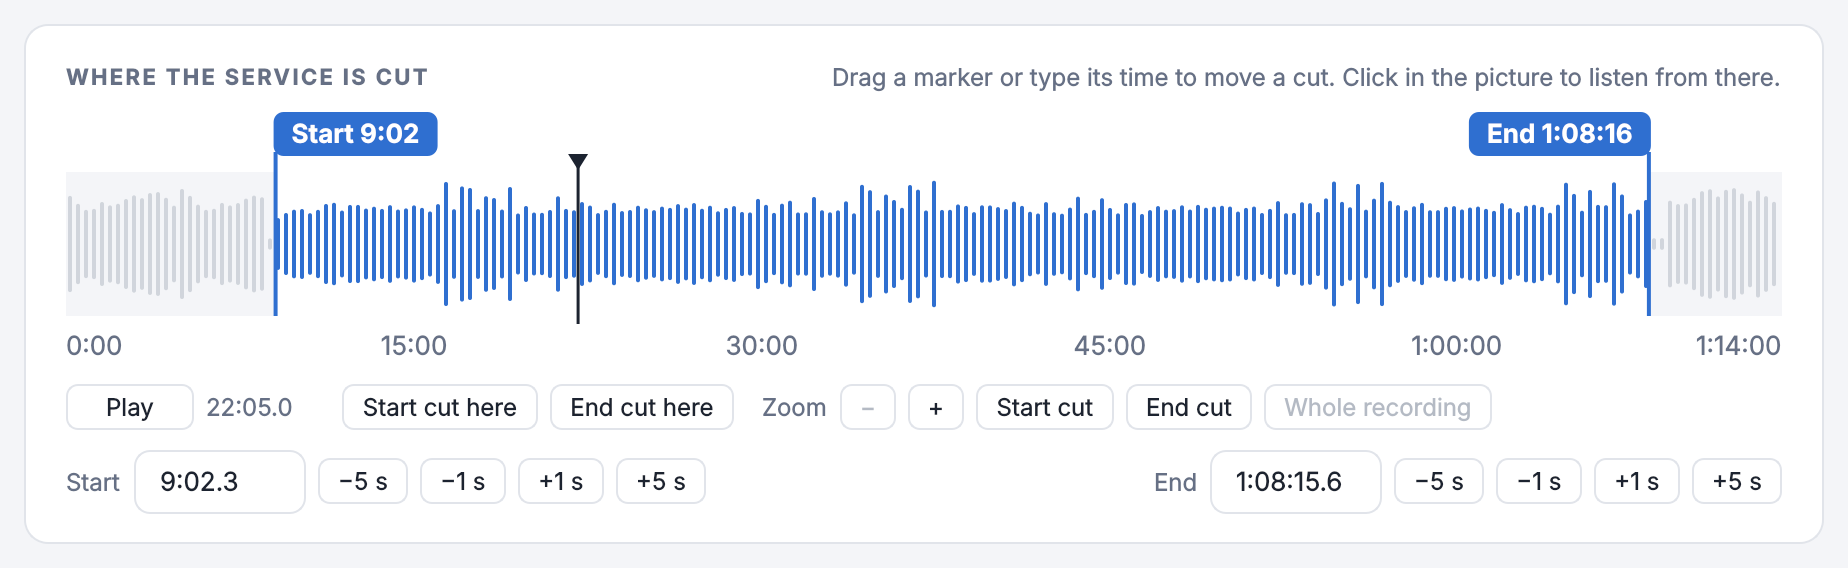 WHERE THE SERVICE IS CUT
Drag a marker or type its time to move a cut. Click in the picture to listen from there.
Start 9:02
End 1:08:16
0:00 15:00 30:00 45:00 1:00:00 1:14:00
Play 22:05.0 Start cut here End cut here Zoom − + Start cut End cut Whole recording
Start 9:02.3 −5 s −1 s +1 s +5 s
End 1:08:15.6 −5 s −1 s +1 s +5 s